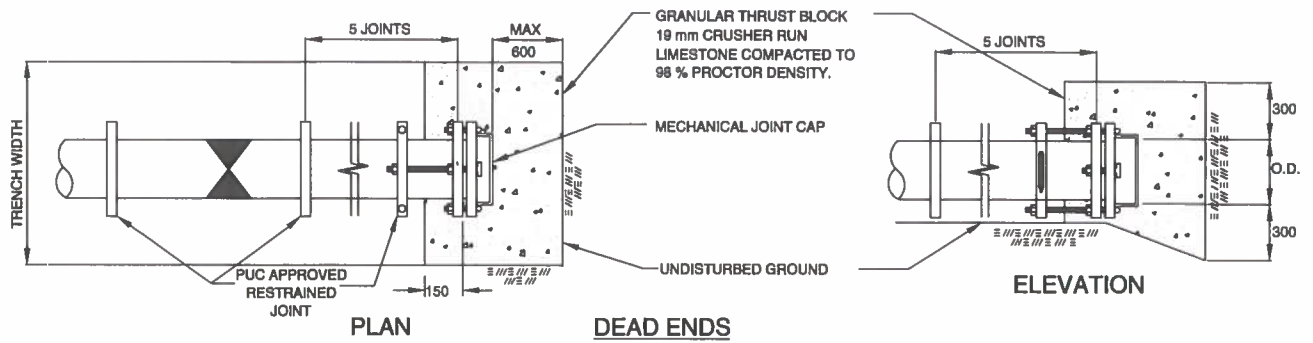 5 JOINTS
MAX
600
GRANULAR THRUST BLOCK
19 mm CRUSHER RUN
LIMESTONE COMPACTED TO
98 % PROCTOR DENSITY.
5 JOINTS
300
TRENCH WIDTH
MECHANICAL JOINT CAP
O.D.
300
PUC APPROVED
RESTRAINED
JOINT
150
UNDISTURBED GROUND
ELEVATION
PLAN
DEAD ENDS